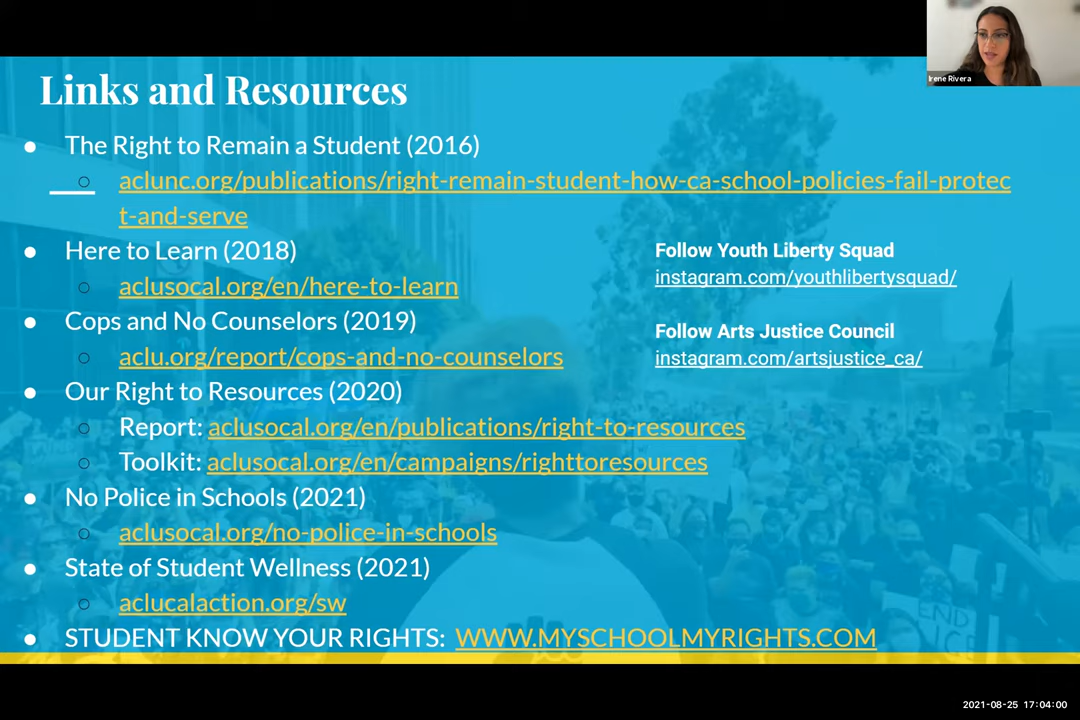 Irene Rivera
Links and Resources
The Right to Remain a Student (2016)
aclunc.org/publications/right-remain-student-how-ca-school-policies-fail-protec
t-and-serve
Here to Learn (2018)
aclusocal.org/en/here-to-learn
Cops and No Counselors (2019)
aclu.org/report/cops-and-no-counselors
Our Right to Resources (2020)
Report: aclusocal.org/en/publications/right-to-resources
Toolkit: aclusocal.org/en/campaigns/righttoresources
No Police in Schools (2021)
aclusocal.org/no-police-in-schools
State of Student Wellness (2021)
aclucalaction.org/sw
STUDENT KNOW YOUR RIGHTS: WWW.MYSCHOOLMYRIGHTS.COM
Follow Youth Liberty Squad
instagram.com/youthlibertysquad/
Follow Arts Justice Council
instagram.com/artsjustice_ca/
END
2021-08-25 17:04:00